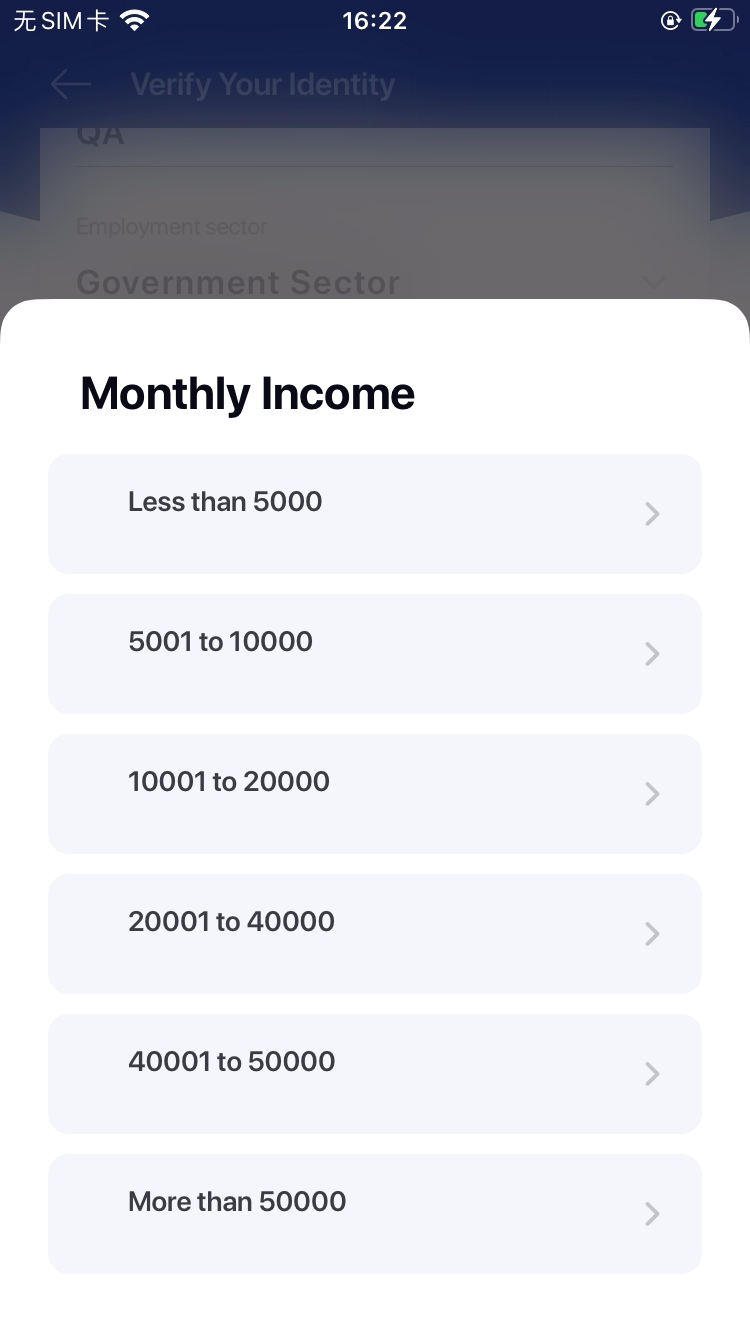 无SIM卡
16:22
Verify Your Identity
QA
Employment sector
Government Sector
Monthly Income
Less than 5000
5001 to 10000
10001 to 20000
20001 to 40000
40001 to 50000
More than 50000